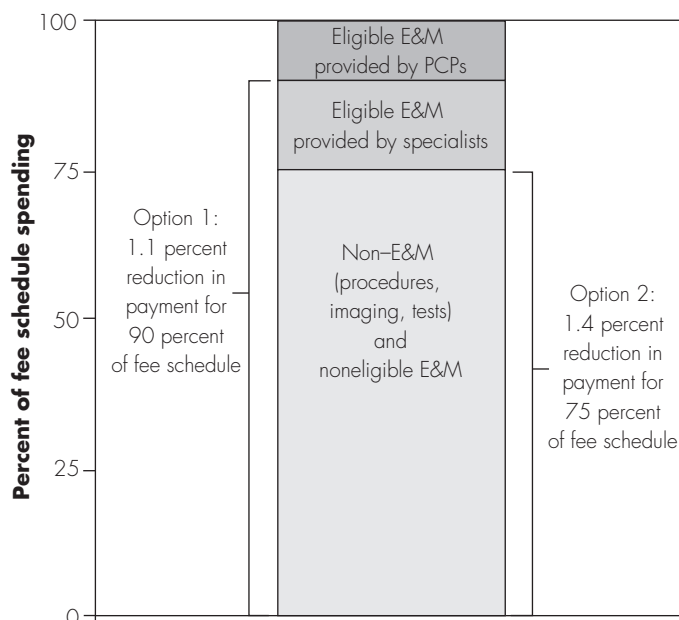 Percent of fee schedule spending
100
75
50
25
0
Eligible E&M
provided by PCPs
Eligible E&M
provided by specialists
Non–E&M
(procedures,
imaging, tests)
and
noneligible E&M
Option 1:
1.1 percent
reduction in
payment for
90 percent
of fee schedule
Option 2:
1.4 percent
reduction in
payment for
75 percent
of fee schedule